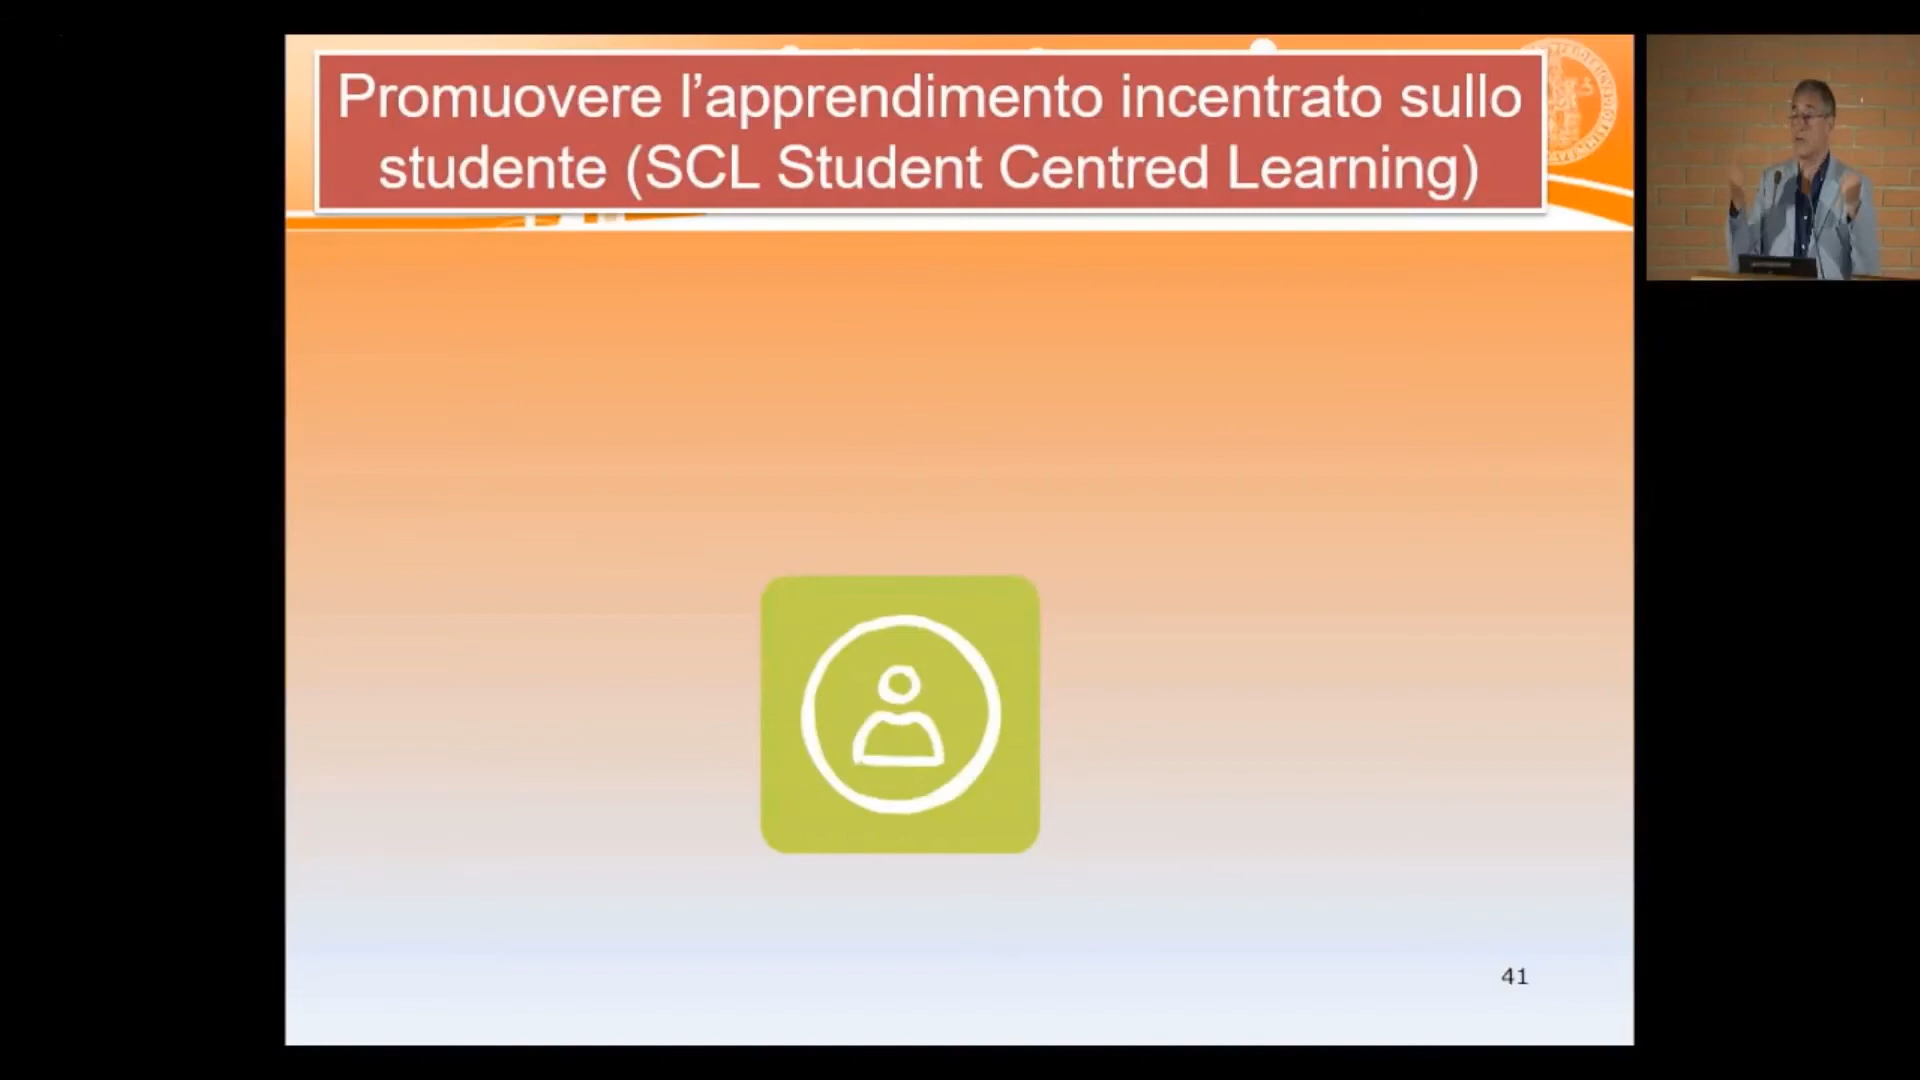 Promuovere l’apprendimento incentrato sullo
studente (SCL Student Centred Learning)
41